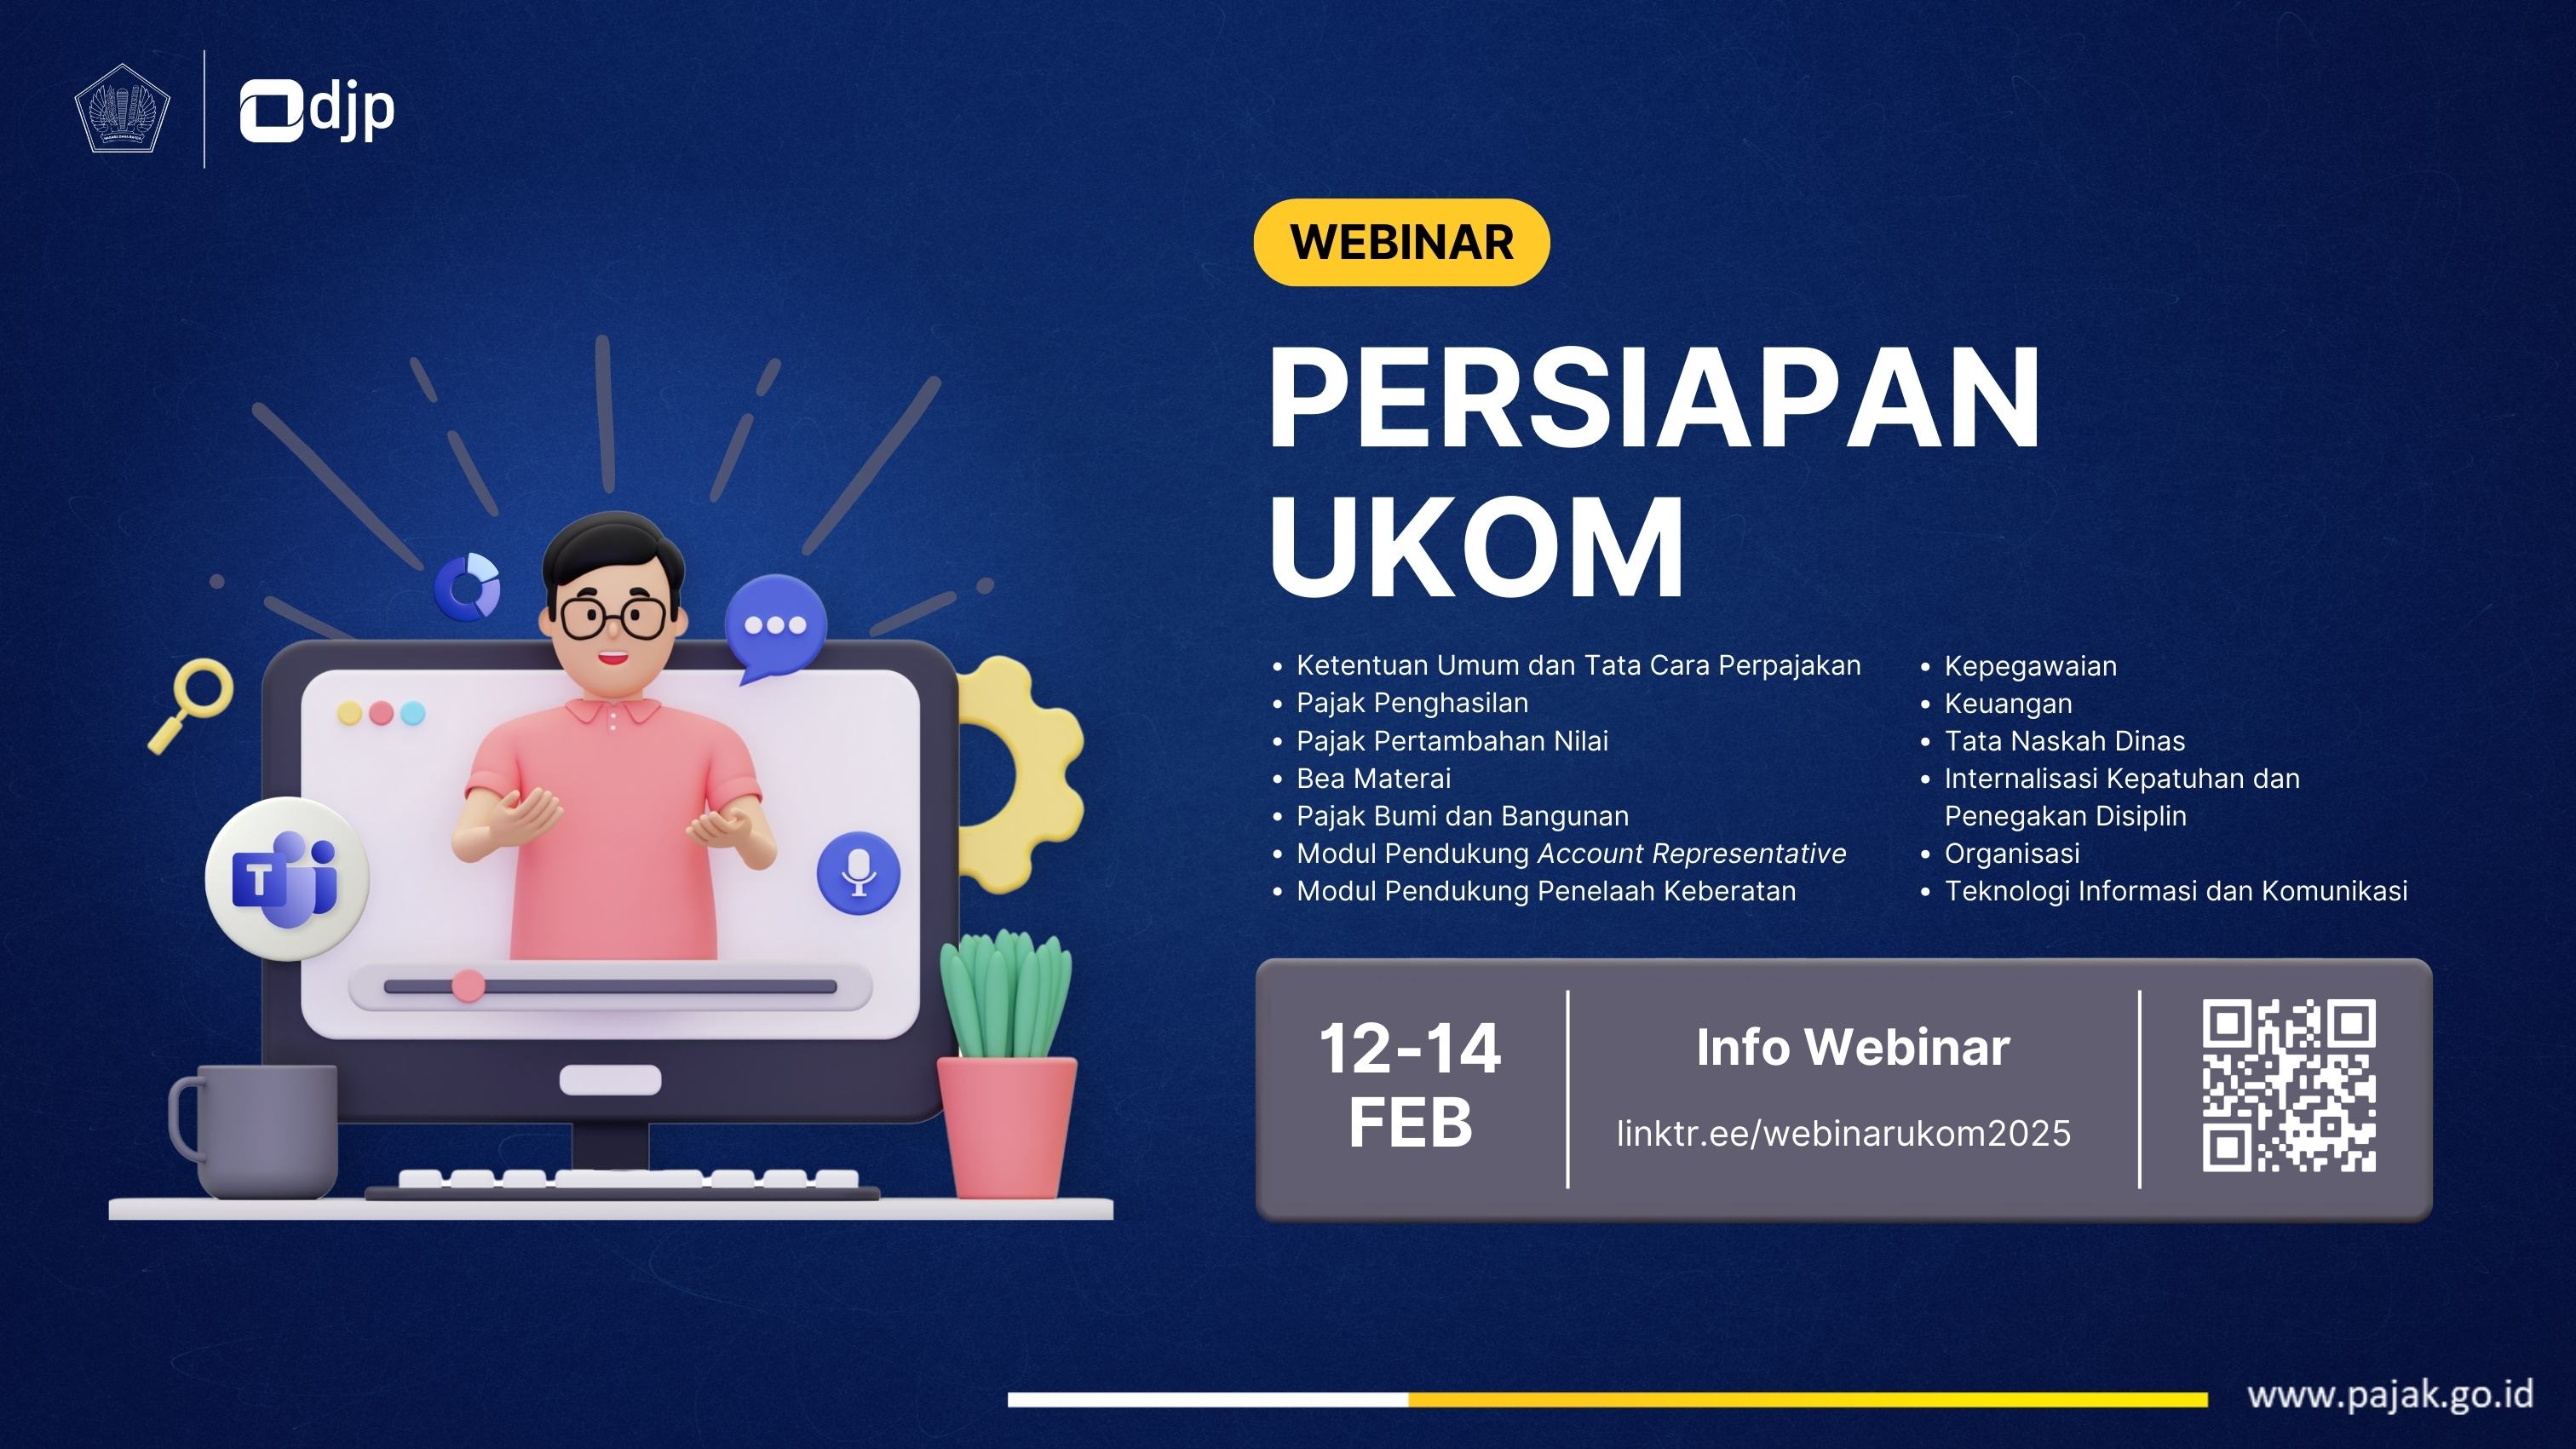 djp
WEBINAR
PERSIAPAN
UKOM
Ketentuan Umum dan Tata Cara Perpajakan
Pajak Penghasilan
Pajak Pertambahan Nilai
Bea Materai
Pajak Bumi dan Bangunan
Modul Pendukung Account Representative
Modul Pendukung Penelaah Keberatan
Kepegawaian
Keuangan
Tata Naskah Dinas
Internalisasi Kepatuhan dan
Penegakan Disiplin
Organisasi
Teknologi Informasi dan Komunikasi
T
12-14
FEB
Info Webinar
linktr.ee/webinarukom2025
www.pajak.go.id